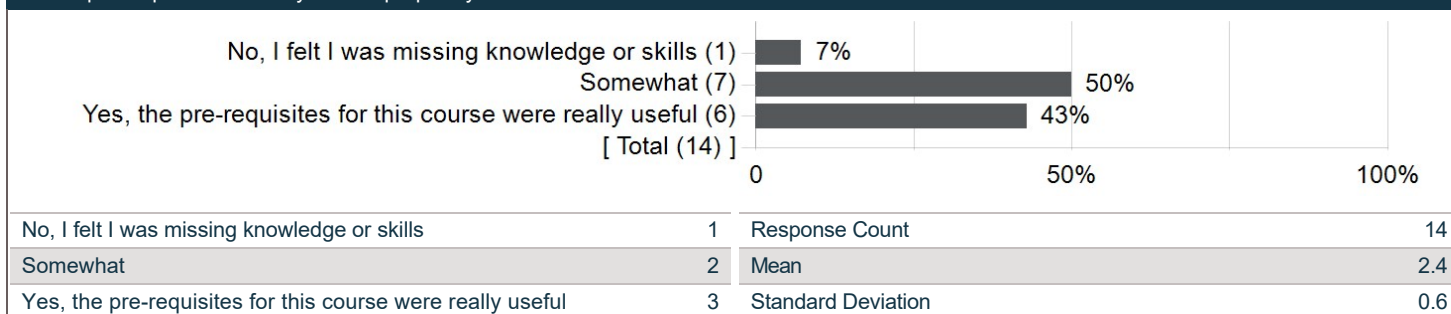 No, I felt I was missing knowledge or skills (1) 7%
Somewhat (7) 50%
Yes, the pre-requisites for this course were really useful (6) 43%
[ Total (14) ]
0 50% 100%
No, I felt I was missing knowledge or skills 1 Response Count 14
Somewhat 2 Mean 2.4
Yes, the pre-requisites for this course were really useful 3 Standard Deviation 0.6